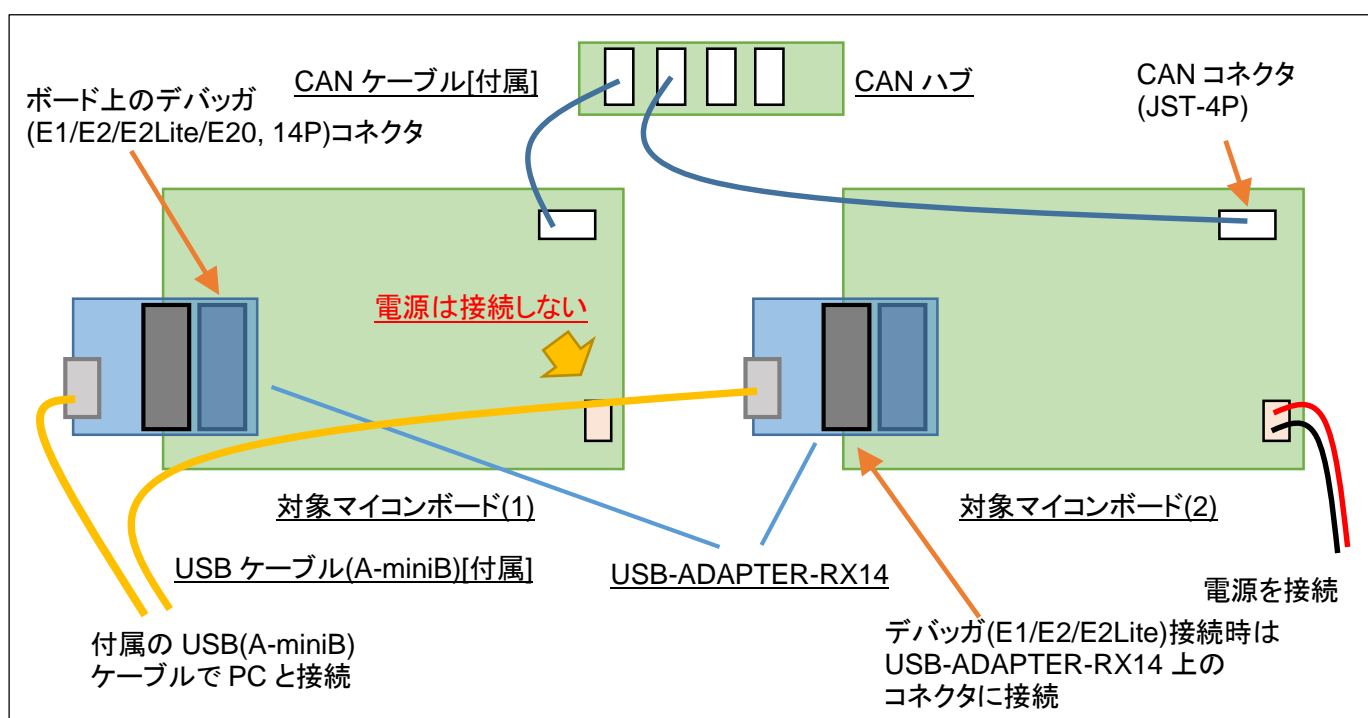 CAN ケーブル[付属]
CAN ハブ
CAN コネクタ
(JST-4P)
ボード上のデバッガ
(E1/E2/E2Lite/E20, 14P)コネクタ
電源は接続しない
対象マイコンボード(1)
対象マイコンボード(2)
USB ケーブル(A-miniB)[付属]
USB-ADAPTER-RX14
電源を接続
付属の USB(A-miniB)
ケーブルで PC と接続
デバッガ(E1/E2/E2Lite)接続時は
USB-ADAPTER-RX14 上の
コネクタに接続